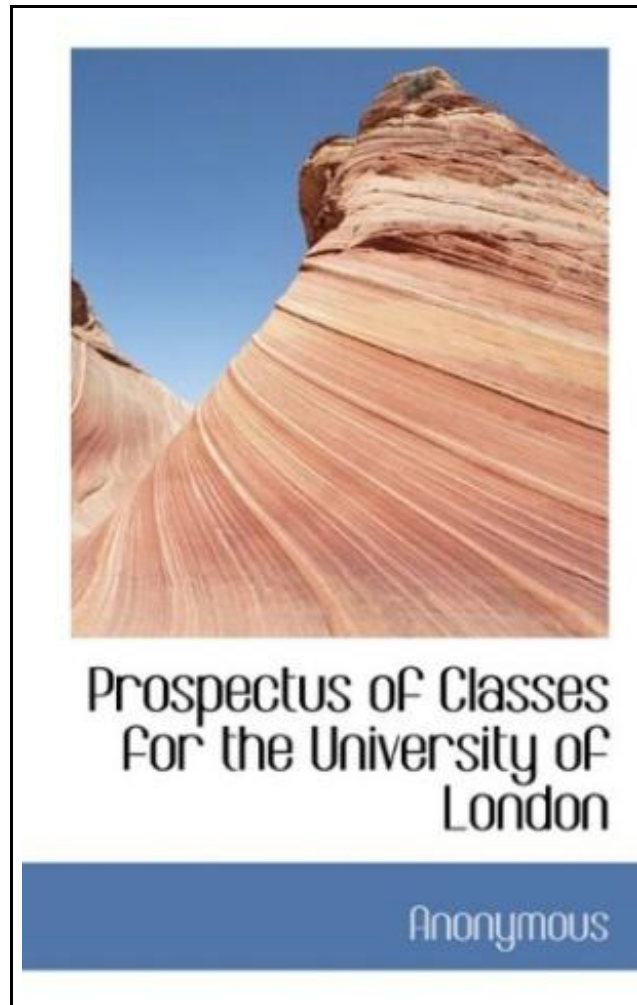 Prospectus of Classes
for the University of
London
Anonymous